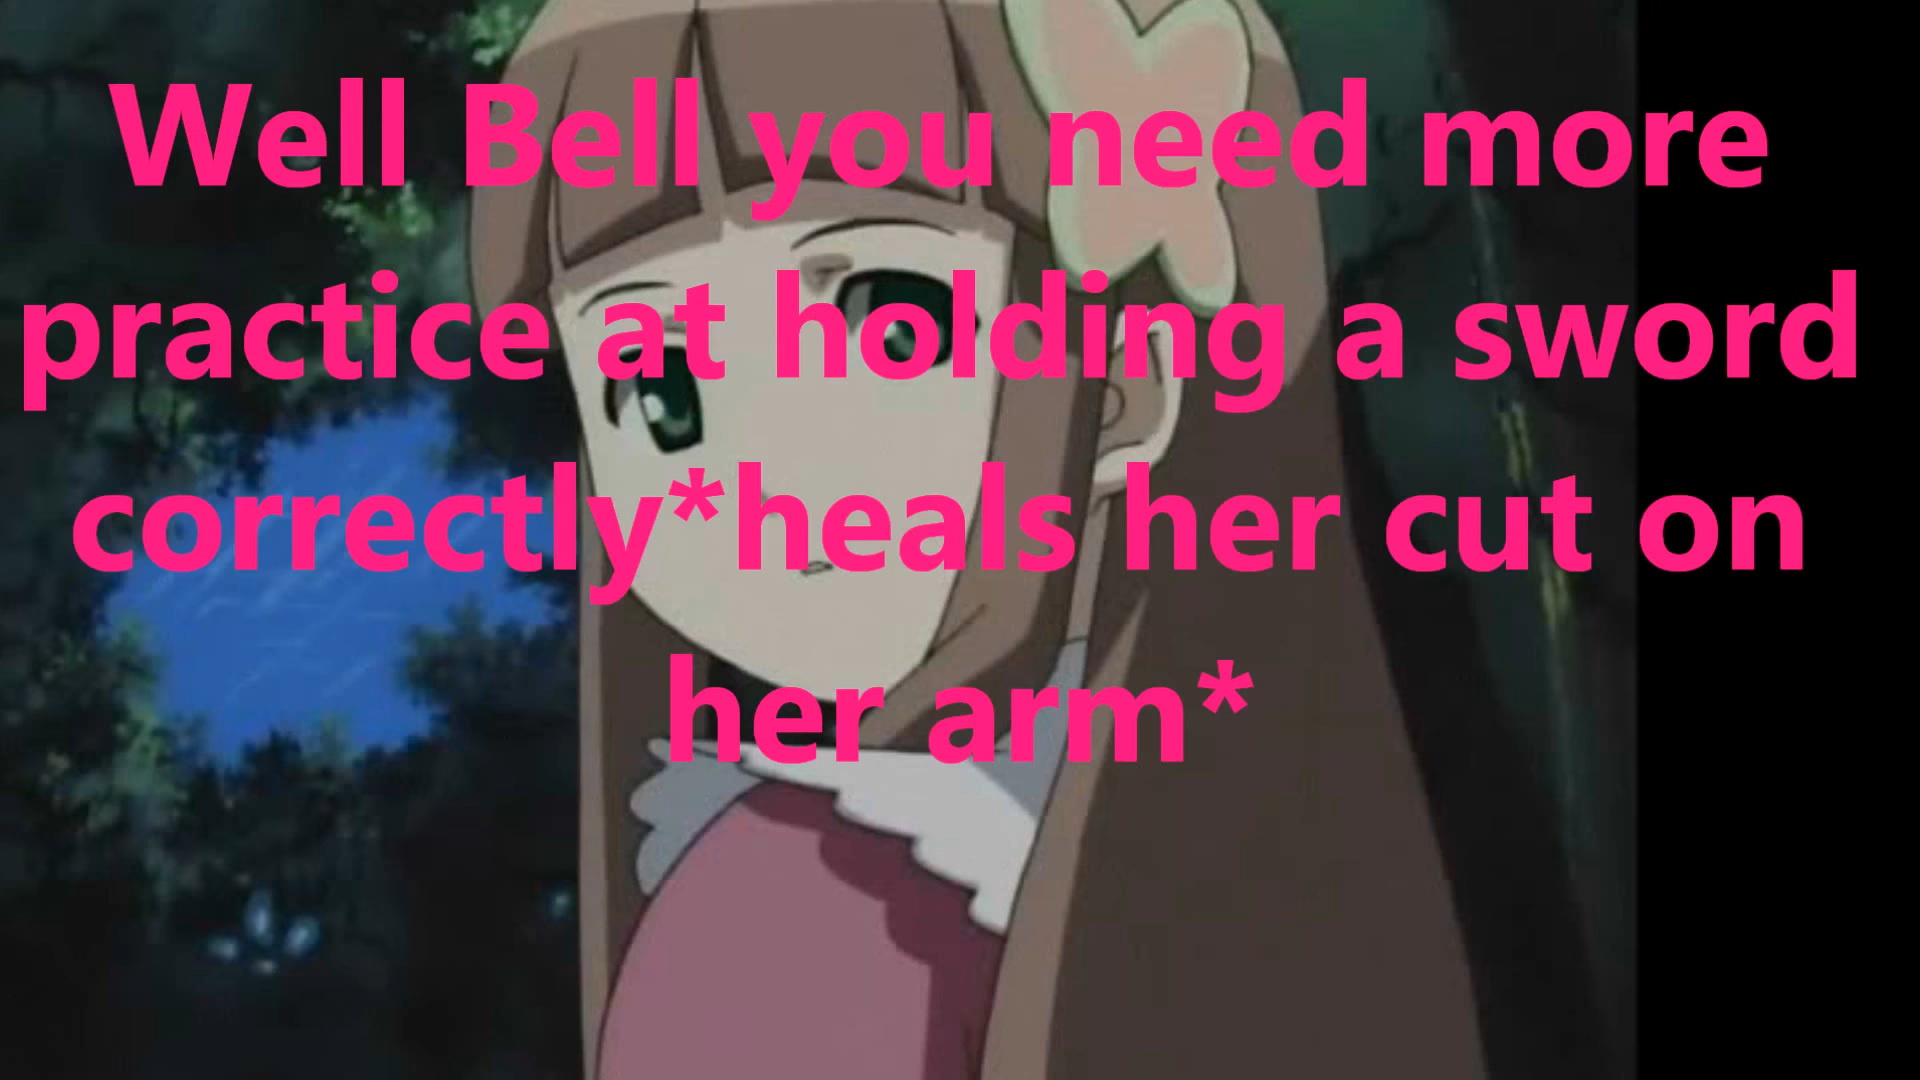 Well Bell you need more
practice at holding a sword
correctly*heals her cut on
her arm*